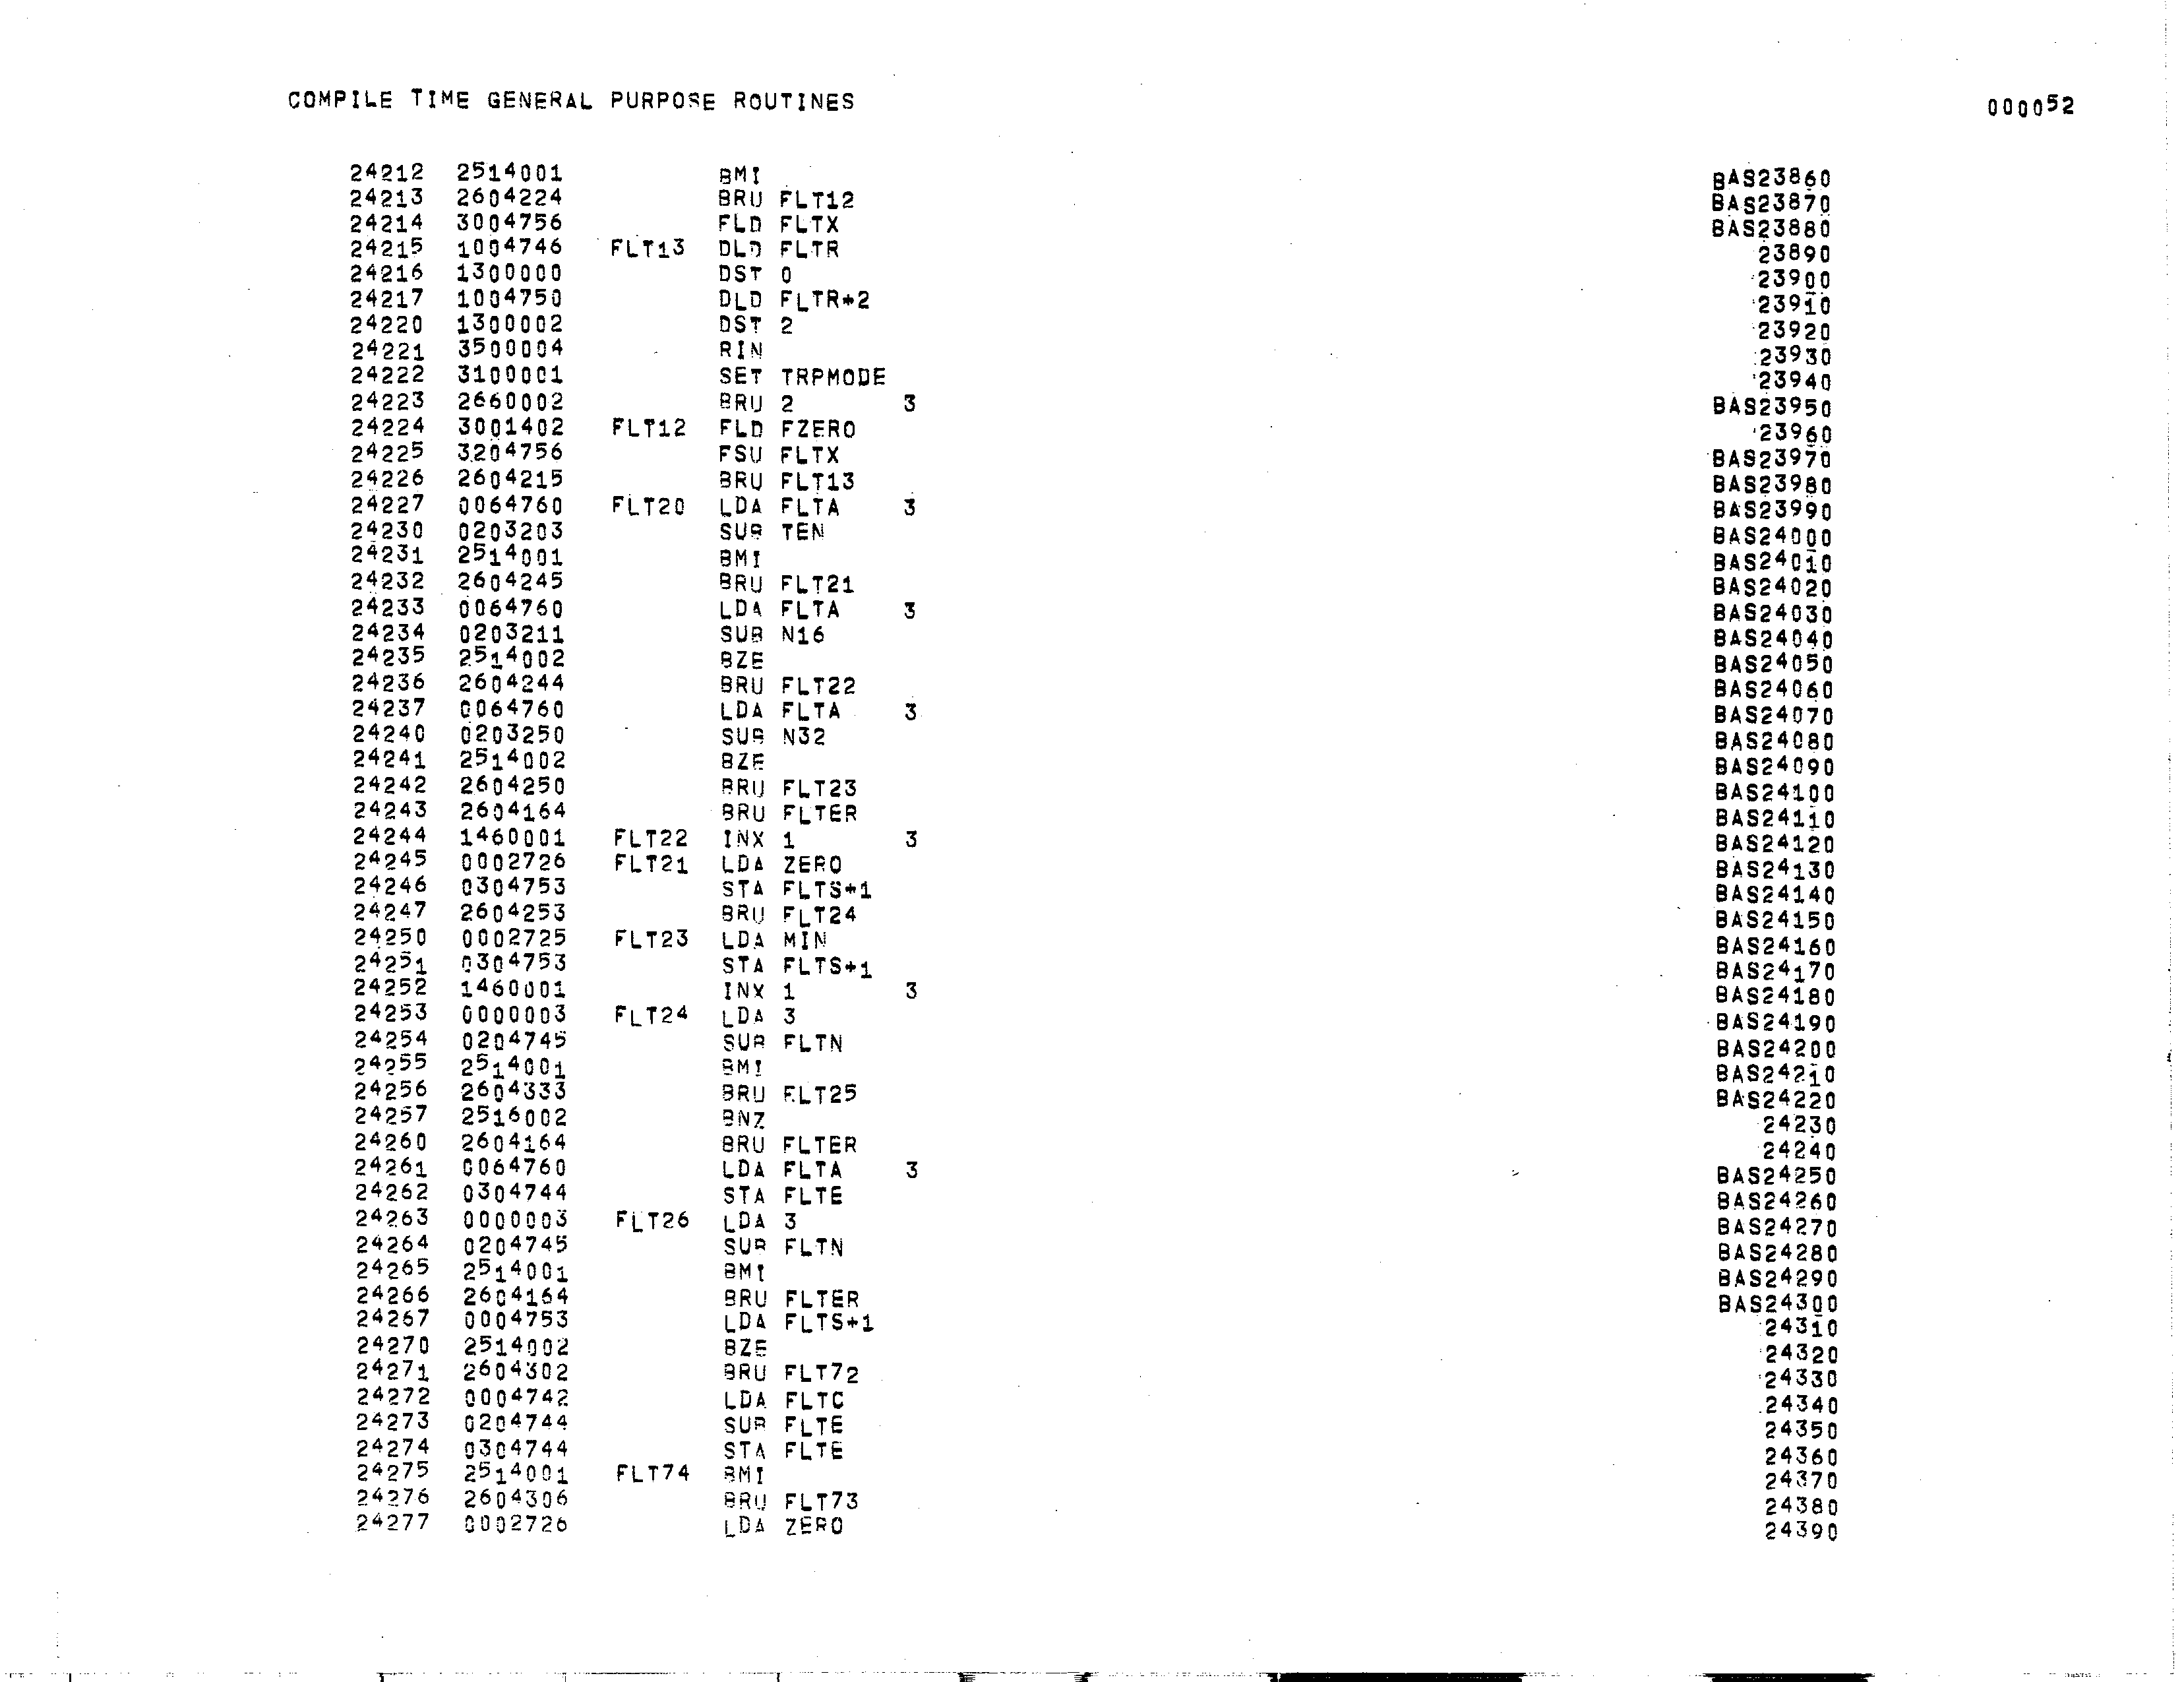 COMPILE TIME GENERAL PURPOSE ROUTINES 000052
24212 2514001 BMI BAS23860
24213 2604224 BRU FLT12 BAS23870
24214 3004756 FLD FLTX BAS23880
24215 1004746 FLT13 DLD FLTR 23890
24216 1300000 DST 0 23900
24217 1004750 DLD FLTR+2 23910
24220 1300002 DST 2 23920
24221 3500004 RIN 23930
24222 3100001 SET TRPMODE 23940
24223 2660002 BRU 2 3 BAS23950
24224 3001402 FLT12 FLD FZERO 23960
24225 3204756 FSU FLTX BAS23970
24226 2604215 BRU FLT13 BAS23980
24227 0064760 FLT20 LDA FLTA 3 BAS23990
24230 0203203 SUB TEN BAS24000
24231 2514001 BMI BAS24010
24232 2604245 BRU FLT21 BAS24020
24233 0064760 LDA FLTA 3 BAS24030
24234 0203211 SUB N16 BAS24040
24235 2514002 BZE BAS24050
24236 2604244 BRU FLT22 BAS24060
24237 0064760 LDA FLTA 3 BAS24070
24240 0203250 SUB N32 BAS24080
24241 2514002 BZE BAS24090
24242 2604250 BRU FLT23 BAS24100
24243 2604164 BRU FLTER BAS24110
24244 1460001 FLT22 INX 1 3 BAS24120
24245 0002726 FLT21 LDA ZERO BAS24130
24246 0304753 STA FLTS+1 BAS24140
24247 2604253 BRU FLT24 BAS24150
24250 0002725 FLT23 LDA MIN BAS24160
24251 0304753 STA FLTS+1 BAS24170
24252 1460001 INX 1 3 BAS24180
24253 0000003 FLT24 LDA 3 BAS24190
24254 0204745 SUB FLTN BAS24200
24255 2514001 BMI BAS24210
24256 2604333 BRU FLT25 BAS24220
24257 2516002 BNZ 24230
24260 2604164 BRU FLTER 24240
24261 0064760 LDA FLTA 3 BAS24250
24262 0304744 STA FLTE BAS24260
24263 0000003 FLT26 LDA 3 BAS24270
24264 0204745 SUB FLTN BAS24280
24265 2514001 BMI BAS24290
24266 2604164 BRU FLTER BAS24300
24267 0004753 LDA FLTS+1 24310
24270 2514002 BZE 24320
24271 2604302 BRU FLT72 24330
24272 0004742 LDA FLTC 24340
24273 0204744 SUB FLTE 24350
24274 0304744 STA FLTE 24360
24275 2514001 FLT74 BMI 24370
24276 2604306 BRU FLT73 24380
24277 0002726 LDA ZERO 24390